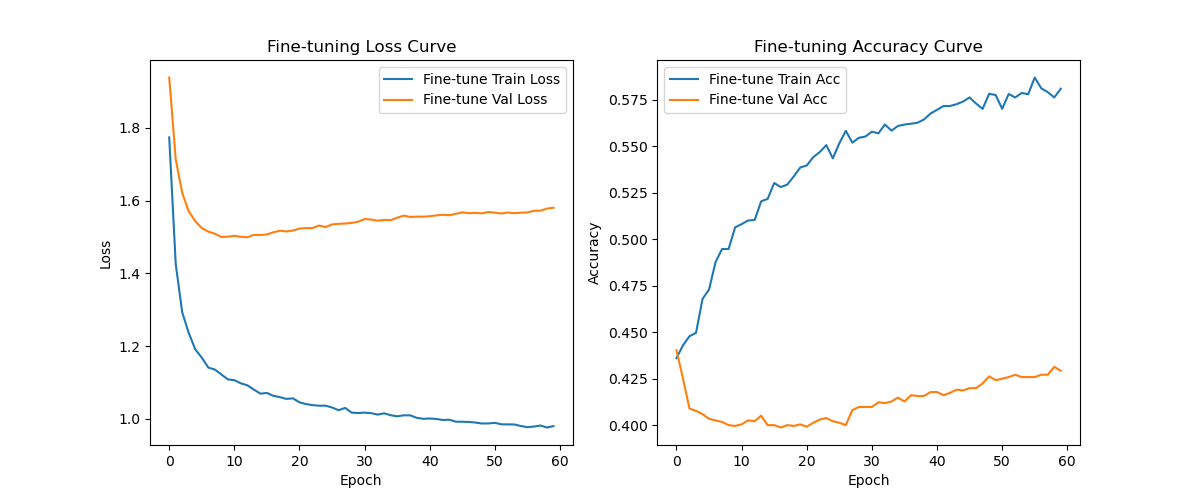 Fine-tuning Loss Curve
Fine-tune Train Loss
Fine-tune Val Loss
1.8
1.6
1.4
1.2
1.0
Loss
0
10
20
30
40
50
60
Epoch
Fine-tuning Accuracy Curve
Fine-tune Train Acc
Fine-tune Val Acc
0.575
0.550
0.525
0.500
0.475
0.450
0.425
0.400
Accuracy
0
10
20
30
40
50
60
Epoch